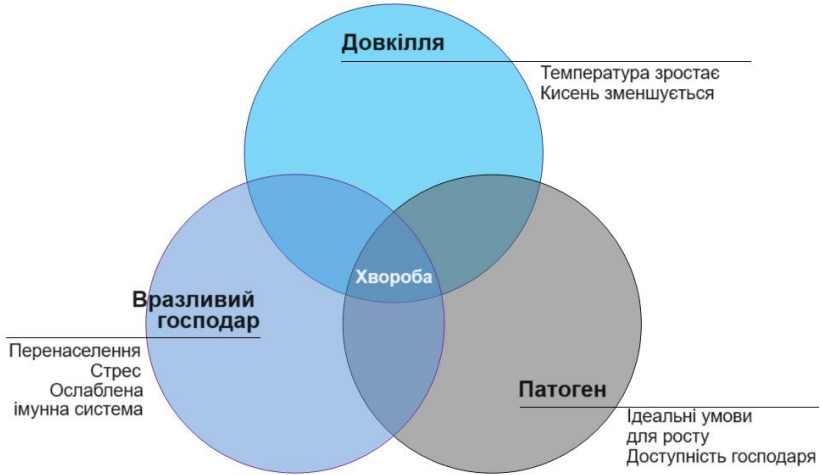 Довкілля
Температура зростає
Кисень зменшується
Хвороба
Вразливий
господар
Перенаселення
Стрес
Ослаблена
імунна система
Патоген
Ідеальні умови
для росту
Доступність господаря